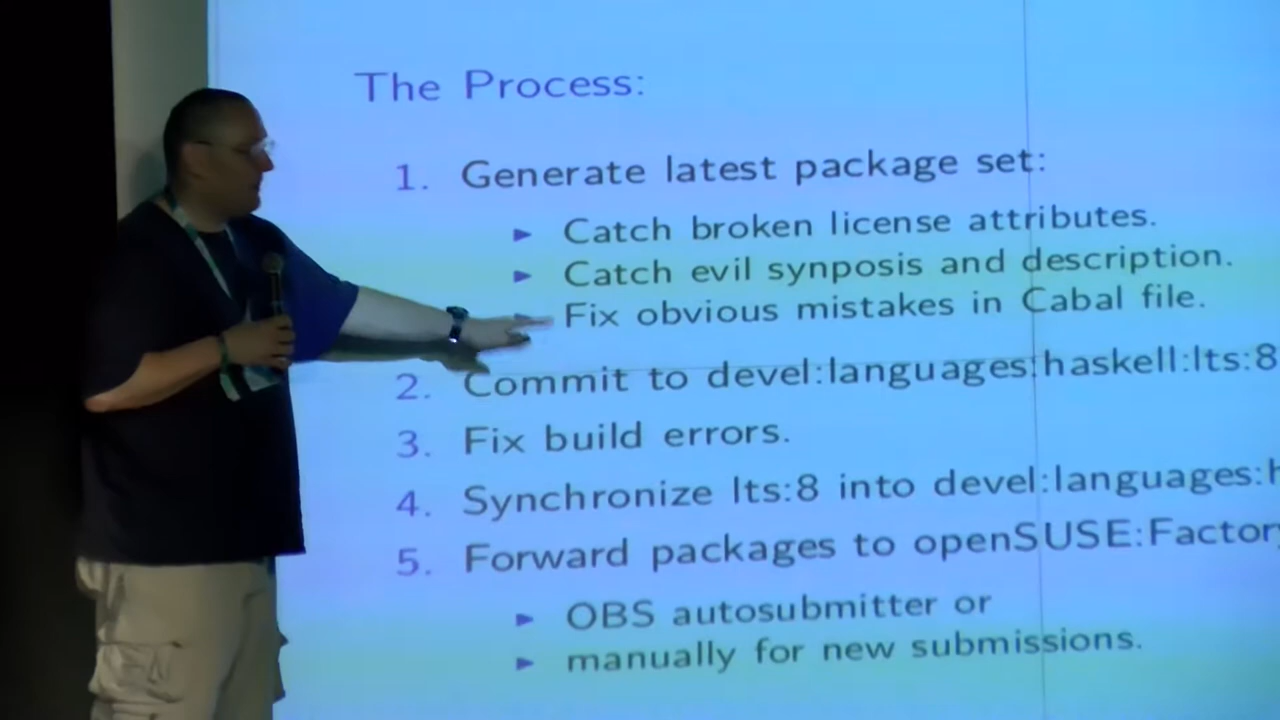 The Process:
1. Generate latest package set:
► Catch broken license attributes.
► Catch evil synposis and description.
Fix obvious mistakes in Cabal file.
2. Commit to devel:languages:haskell:lts:8
3. Fix build errors.
4. Synchronize lts:8 into devel:languages:h
5. Forward packages to openSUSE:Factory
► OBS autosubmitter or
► manually for new submissions.